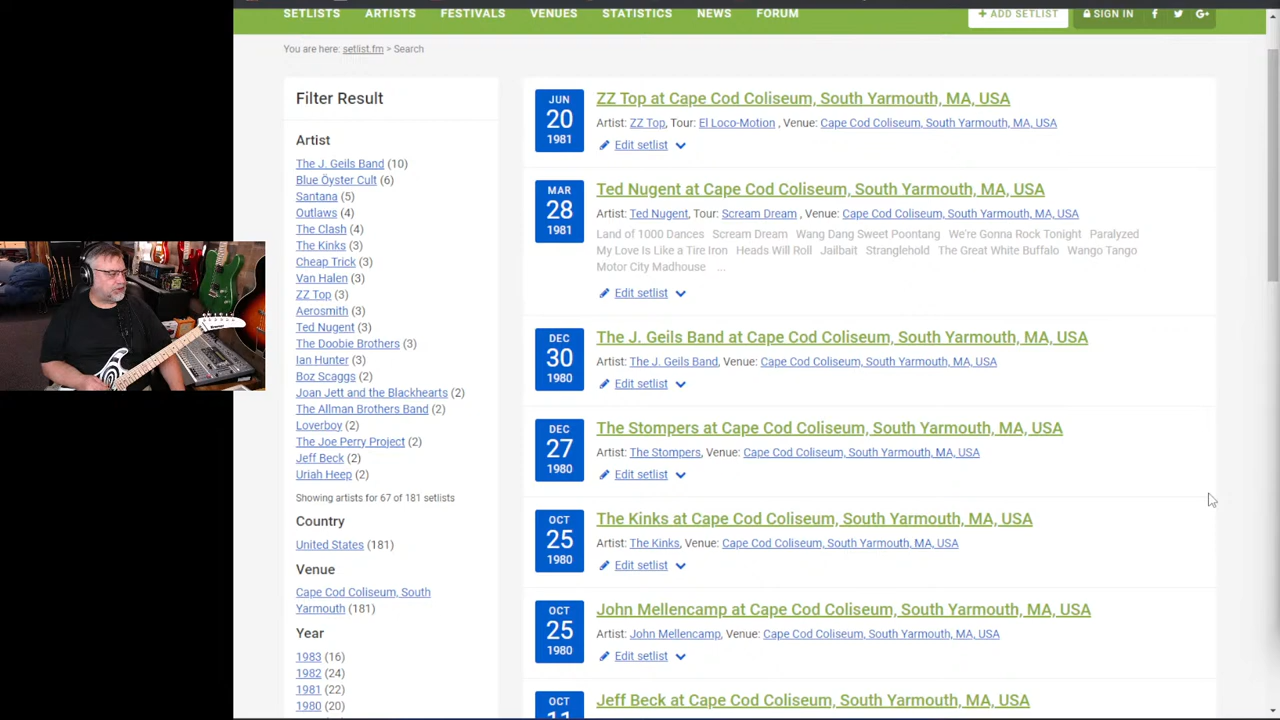 SETLISTS ARTISTS FESTIVALS VENUES STATISTICS NEWS FORUM + ADD SETLIST SIGN IN
You are here: setlist.fm > Search
Filter Result
Artist
The J. Geils Band (10)
Blue Öyster Cult (6)
Santana (5)
Outlaws (4)
The Clash (4)
The Kinks (3)
Cheap Trick (3)
Van Halen (3)
ZZ Top (3)
Aerosmith (3)
Ted Nugent (3)
The Doobie Brothers (3)
Ian Hunter (3)
Boz Scaggs (2)
Joan Jett and the Blackhearts (2)
The Allman Brothers Band (2)
Loverboy (2)
The Joe Perry Project (2)
Jeff Beck (2)
Uriah Heep (2)
Showing artists for 67 of 181 setlists
Country
United States (181)
Venue
Cape Cod Coliseum, South
Yarmouth (181)
Year
1983 (16)
1982 (24)
1981 (22)
1980 (20)
JUN
20
1981
ZZ Top at Cape Cod Coliseum, South Yarmouth, MA, USA
Artist: ZZ Top, Tour: El Loco-Motion , Venue: Cape Cod Coliseum, South Yarmouth, MA, USA
Edit setlist
MAR
28
1981
Ted Nugent at Cape Cod Coliseum, South Yarmouth, MA, USA
Artist: Ted Nugent, Tour: Scream Dream , Venue: Cape Cod Coliseum, South Yarmouth, MA, USA
Land of 1000 Dances Scream Dream Wang Dang Sweet Poontang We're Gonna Rock Tonight Paralyzed
My Love Is Like a Tire Iron Heads Will Roll Jailbait Stranglehold The Great White Buffalo Wango Tango
Motor City Madhouse ...
Edit setlist
DEC
30
1980
The J. Geils Band at Cape Cod Coliseum, South Yarmouth, MA, USA
Artist: The J. Geils Band, Venue: Cape Cod Coliseum, South Yarmouth, MA, USA
Edit setlist
DEC
27
1980
The Stompers at Cape Cod Coliseum, South Yarmouth, MA, USA
Artist: The Stompers, Venue: Cape Cod Coliseum, South Yarmouth, MA, USA
Edit setlist
OCT
25
1980
The Kinks at Cape Cod Coliseum, South Yarmouth, MA, USA
Artist: The Kinks, Venue: Cape Cod Coliseum, South Yarmouth, MA, USA
Edit setlist
OCT
25
1980
John Mellencamp at Cape Cod Coliseum, South Yarmouth, MA, USA
Artist: John Mellencamp, Venue: Cape Cod Coliseum, South Yarmouth, MA, USA
Edit setlist
OCT
11
Jeff Beck at Cape Cod Coliseum, South Yarmouth, MA, USA